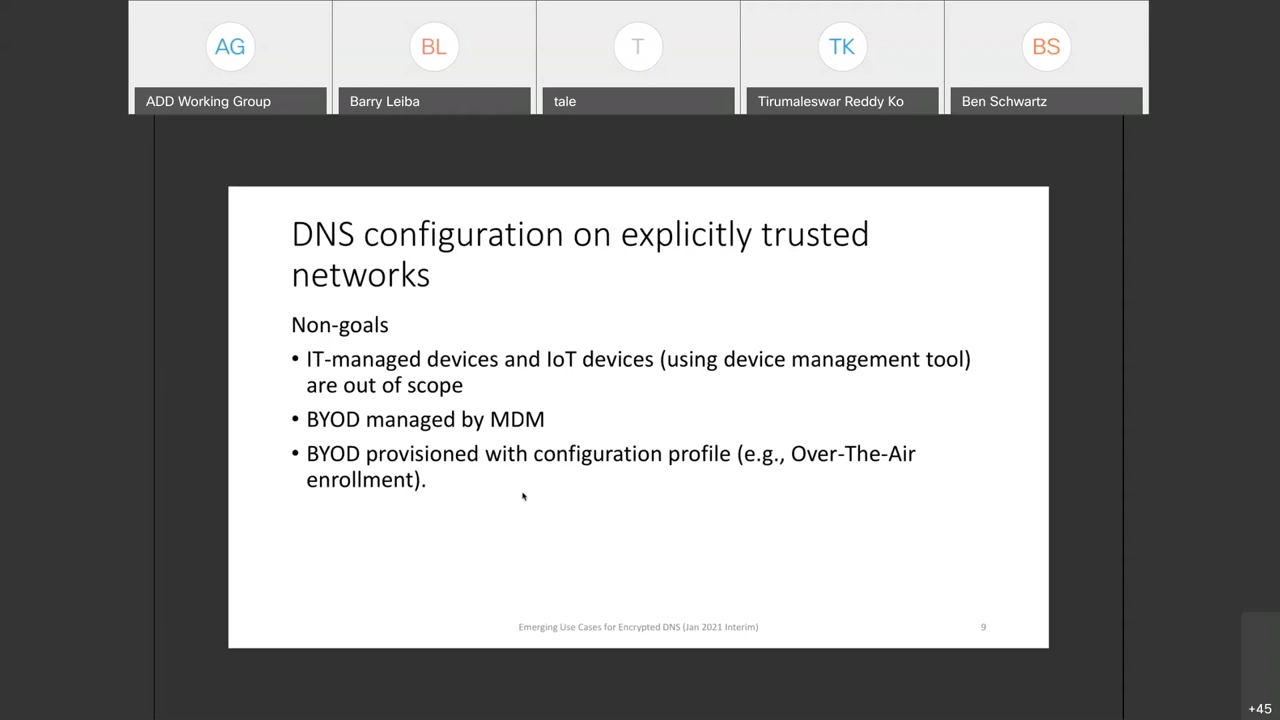 AG
BL
T
TK
BS
ADD Working Group
Barry Leiba
tale
Tirumaleswar Reddy Ko
Ben Schwartz
DNS configuration on explicitly trusted
networks
Non-goals
• IT-managed devices and IoT devices (using device management tool)
are out of scope
• BYOD managed by MDM
• BYOD provisioned with configuration profile (e.g., Over-The-Air
enrollment).
Emerging Use Cases for Encrypted DNS (Jan 2021 Interim)
9
+45